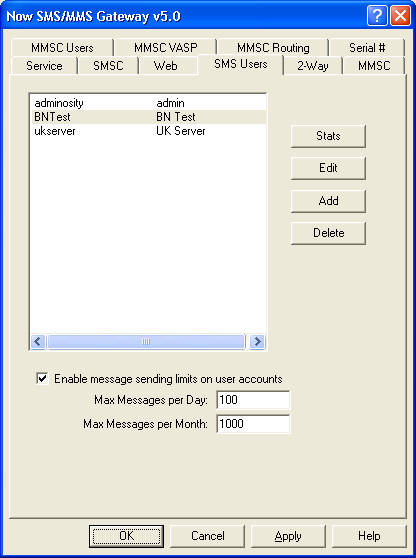 Now SMS/MMS Gateway v5.0
MMSC Users MMSC VASP MMSC Routing Serial #
Service SMSC Web SMS Users 2-Way MMSC
adminosity admin
BNTest BN Test
ukserver UK Server
Stats
Edit
Add
Delete
Enable message sending limits on user accounts
Max Messages per Day: 100
Max Messages per Month: 1000
OK Cancel Apply Help